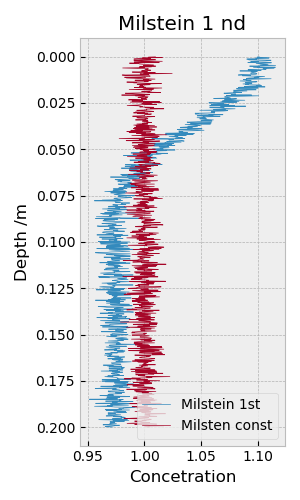 Milstein 1 nd
0.000
0.025
0.050
0.075
0.100
0.125
0.150
0.175
0.200
Depth /m
Milstein 1st
Milsten const
0.95 1.00 1.05 1.10
Concetration